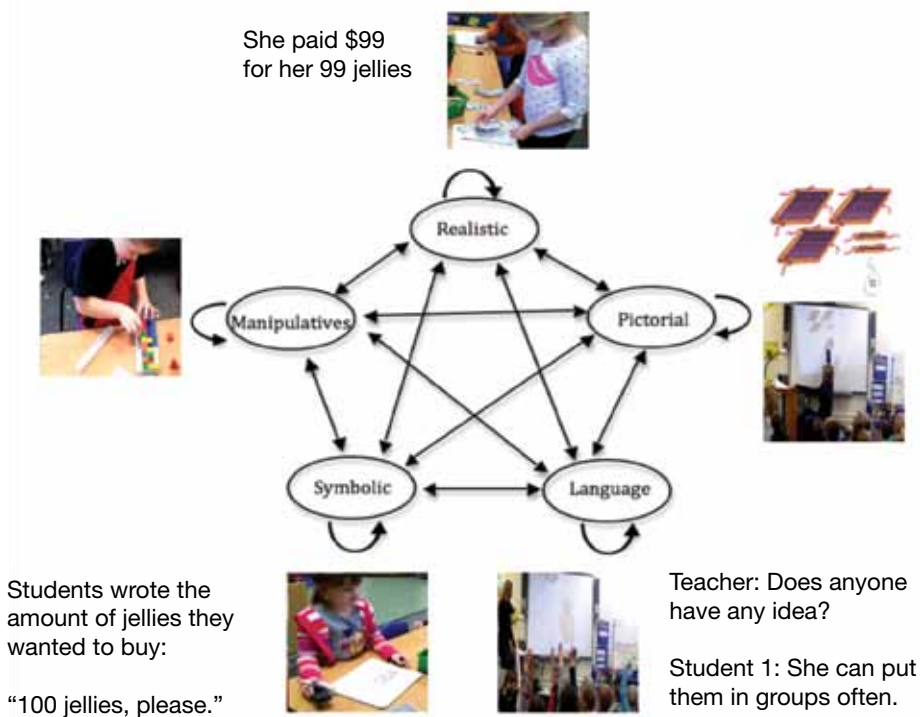 She paid $99
for her 99 jellies
Realistic
Manipulatives
Pictorial
Symbolic
Language
Students wrote the
amount of jellies they
wanted to buy:
“100 jellies, please.”
Teacher: Does anyone
have any idea?
Student 1: She can put
them in groups often.